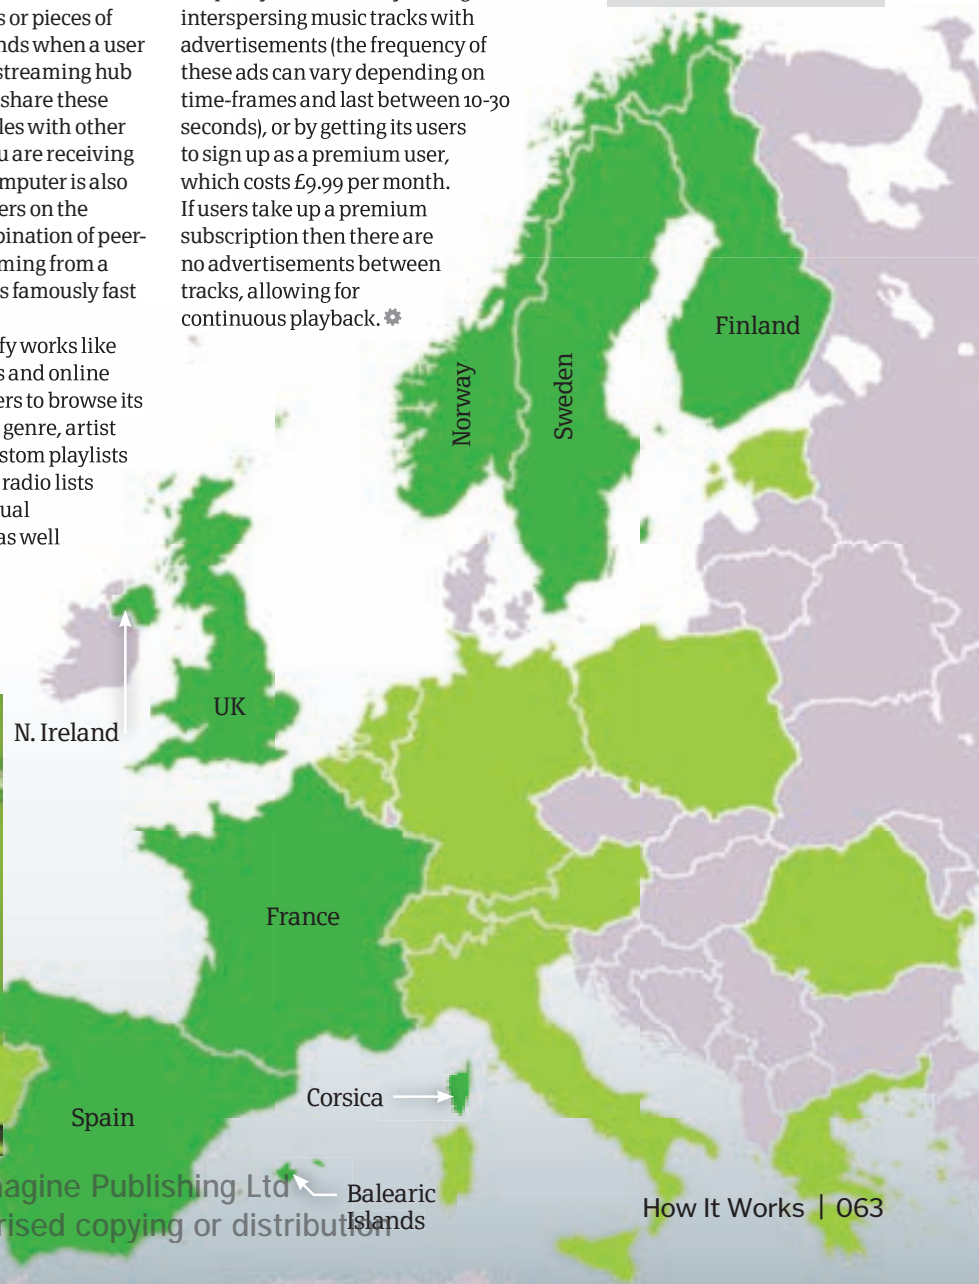 s or pieces of
nds when a user
streaming hub
share these
les with other
u are receiving
mputer is also
ers on the
bination of peer-
ming from a
s famously fast
fy works like
s and online
ers to browse its
genre, artist
stom playlists
radio lists
ual
as well
interspersing music tracks with
advertisements (the frequency of
these ads can vary depending on
time-frames and last between 10-30
seconds), or by getting its users
to sign up as a premium user,
which costs £9.99 per month.
If users take up a premium
subscription then there are
no advertisements between
tracks, allowing for
continuous playback.
Finland
Norway
Sweden
UK
N. Ireland
France
Corsica
Spain
Balearic
Islands
magine Publishing Ltd
rised copying or distribution
How It Works | 063